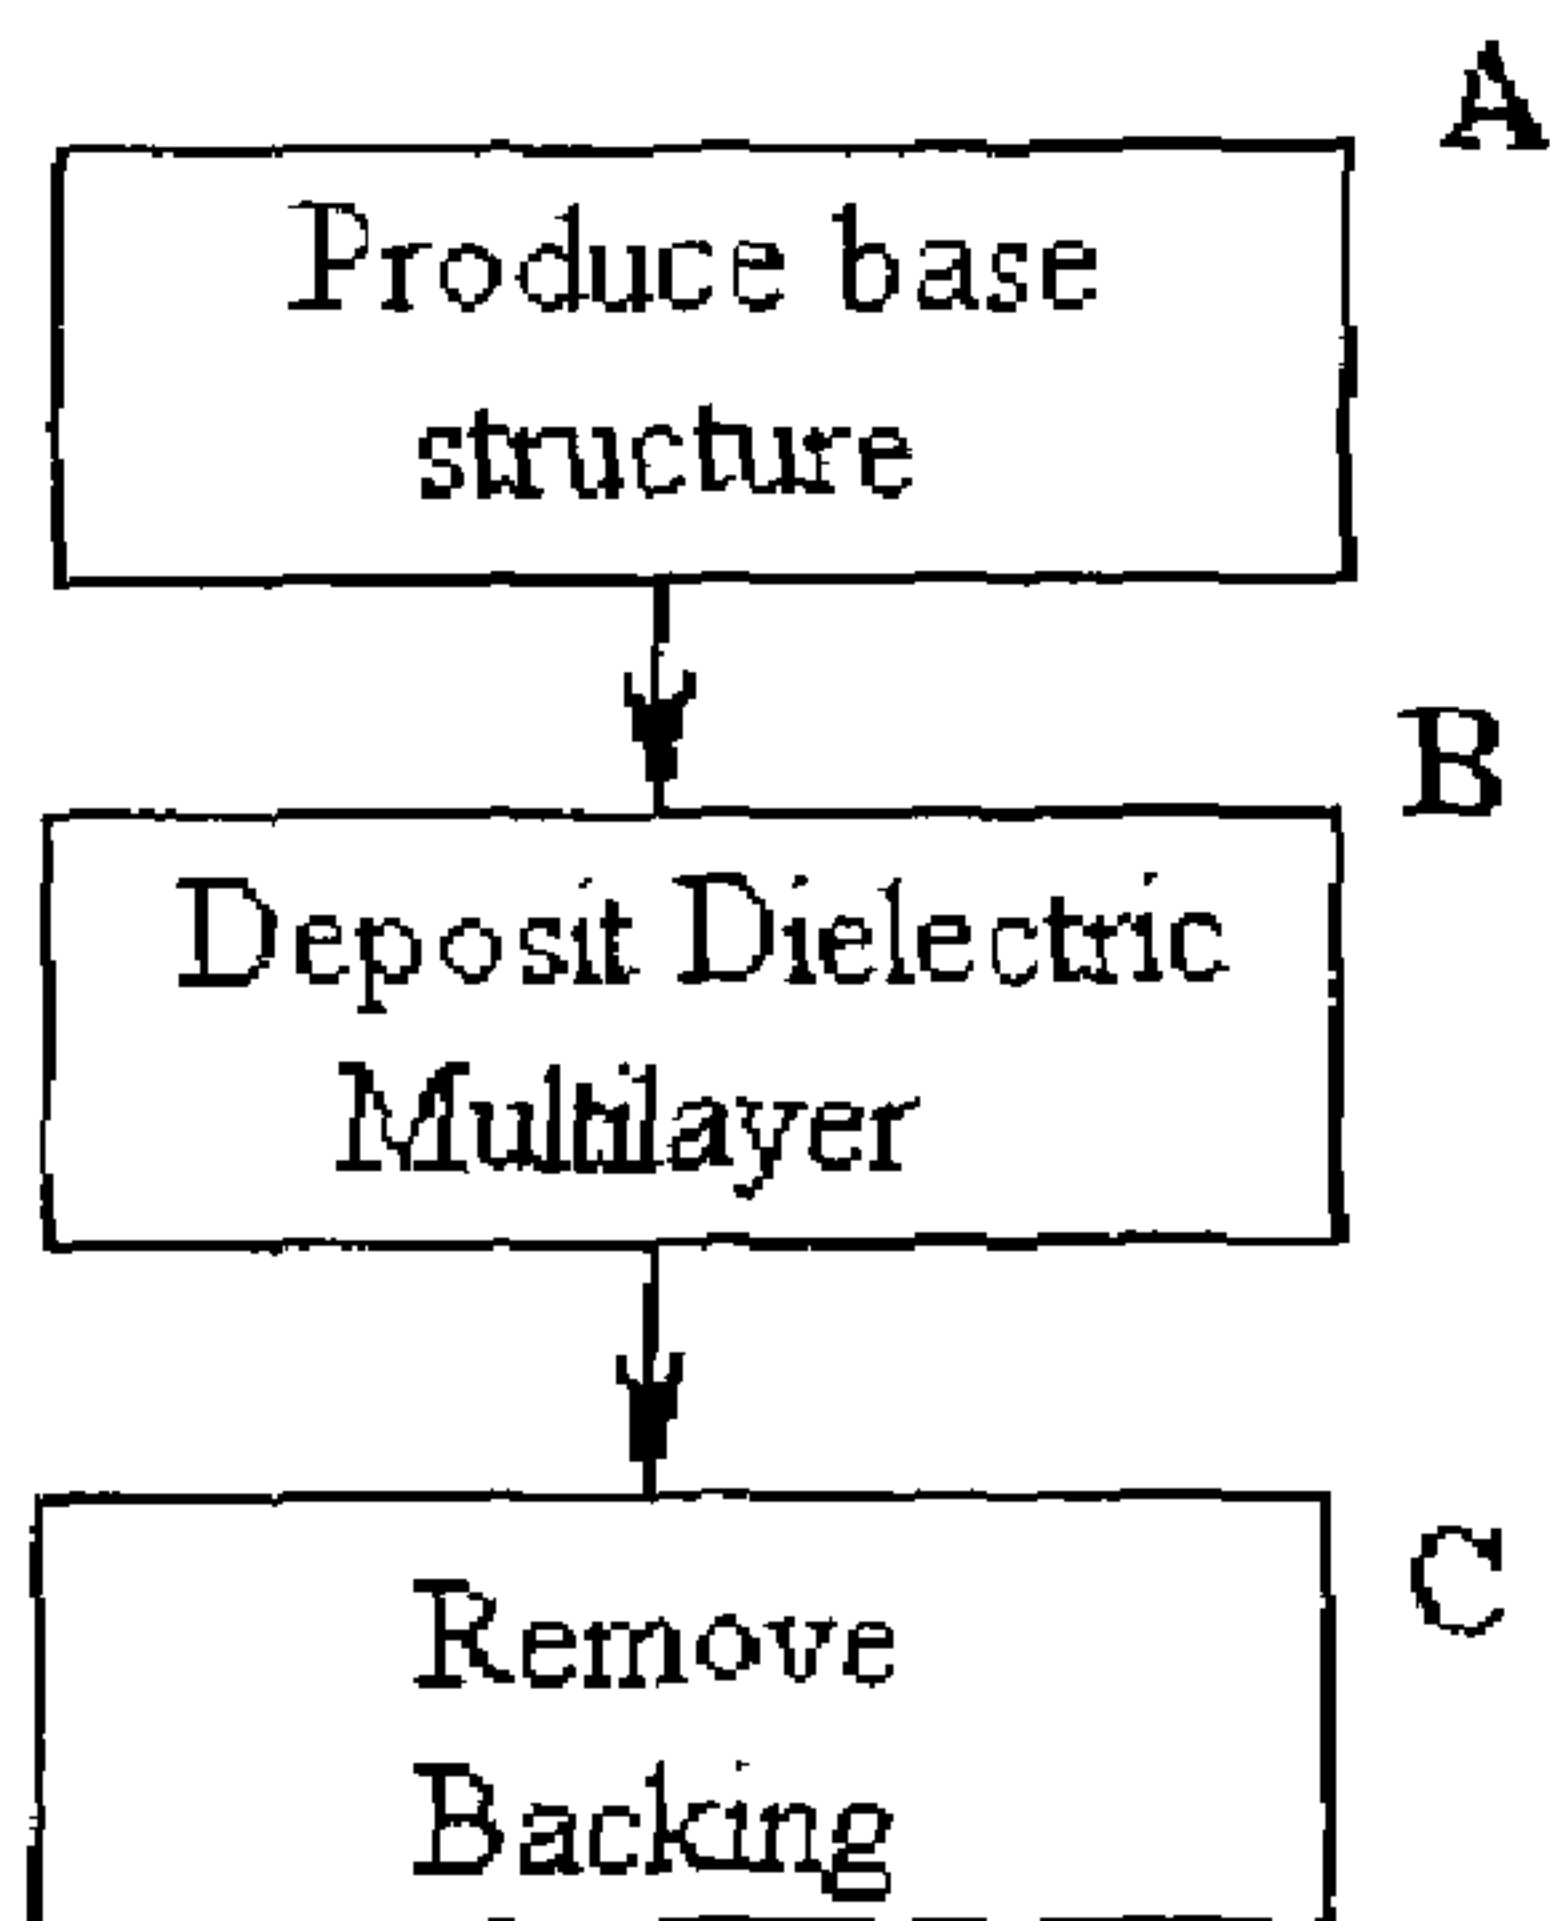 A
Produce base
structure
B
Deposit Dielectric
Multilayer
C
Remove
Backing